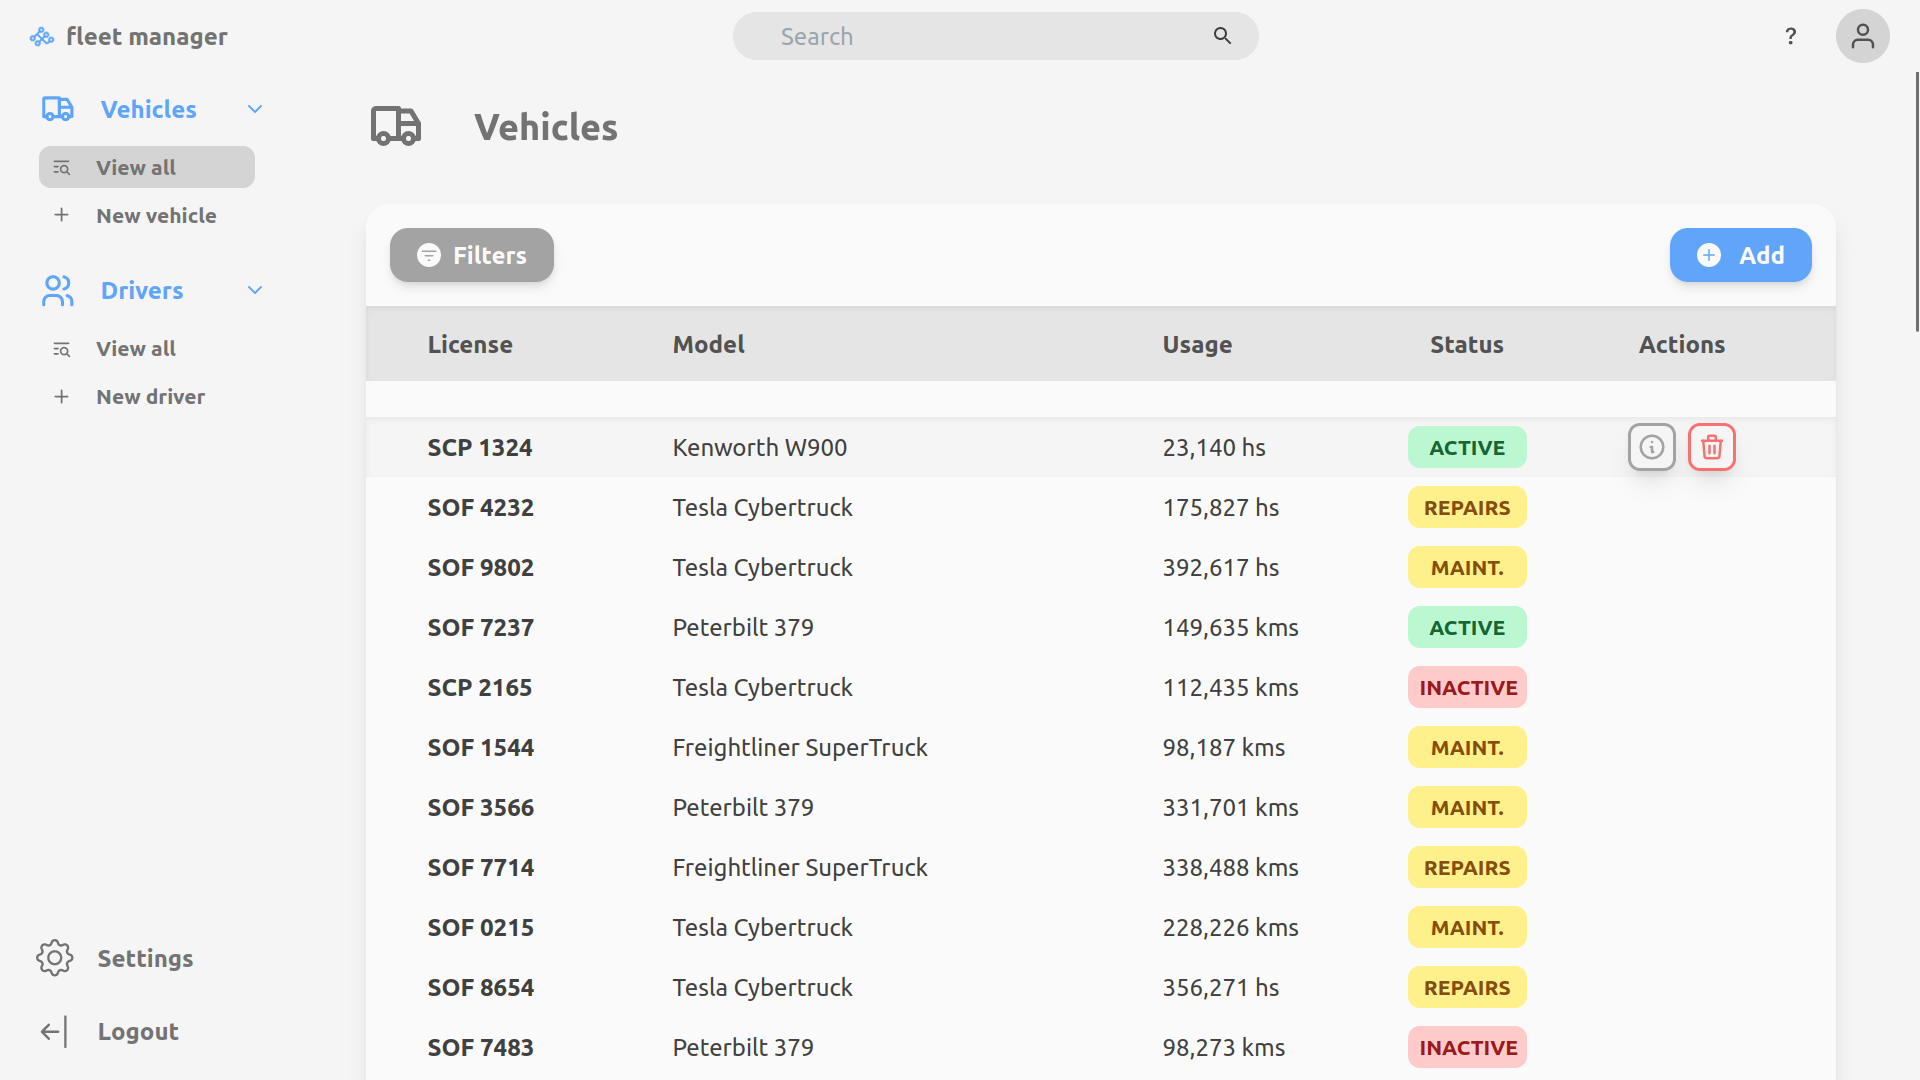 fleet manager
Search
?
Vehicles
View all
New vehicle
Drivers
View all
New driver
Settings
Logout
Vehicles
Filters
Add
License Model Usage Status Actions
SCP 1324 Kenworth W900 23,140 hs ACTIVE
SOF 4232 Tesla Cybertruck 175,827 hs REPAIRS
SOF 9802 Tesla Cybertruck 392,617 hs MAINT.
SOF 7237 Peterbilt 379 149,635 kms ACTIVE
SCP 2165 Tesla Cybertruck 112,435 kms INACTIVE
SOF 1544 Freightliner SuperTruck 98,187 kms MAINT.
SOF 3566 Peterbilt 379 331,701 kms MAINT.
SOF 7714 Freightliner SuperTruck 338,488 kms REPAIRS
SOF 0215 Tesla Cybertruck 228,226 kms MAINT.
SOF 8654 Tesla Cybertruck 356,271 hs REPAIRS
SOF 7483 Peterbilt 379 98,273 kms INACTIVE